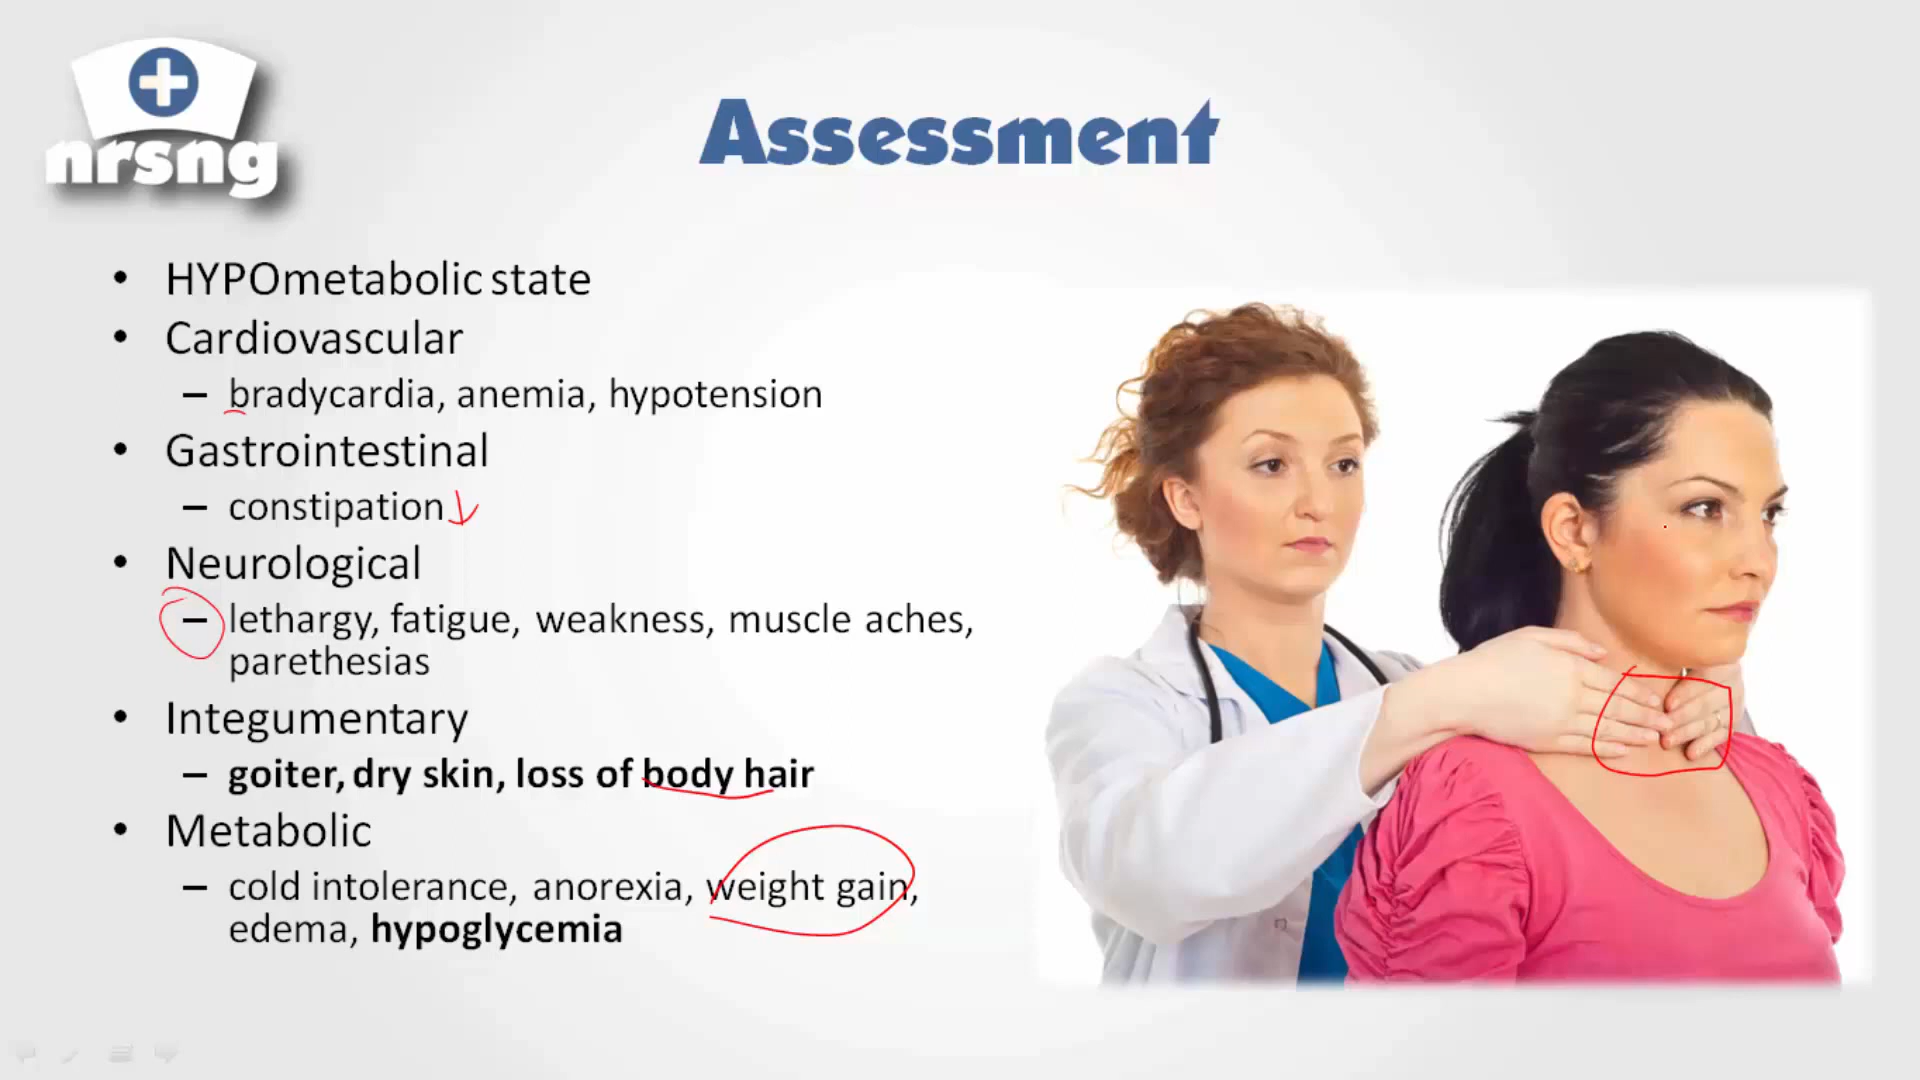 nrsng
Assessment
• HYPOmetabolic state
• Cardiovascular
– bradycardia, anemia, hypotension
• Gastrointestinal
– constipation
• Neurological
– lethargy, fatigue, weakness, muscle aches,
parethesias
• Integumentary
– goiter, dry skin, loss of body hair
• Metabolic
– cold intolerance, anorexia, weight gain,
edema, hypoglycemia